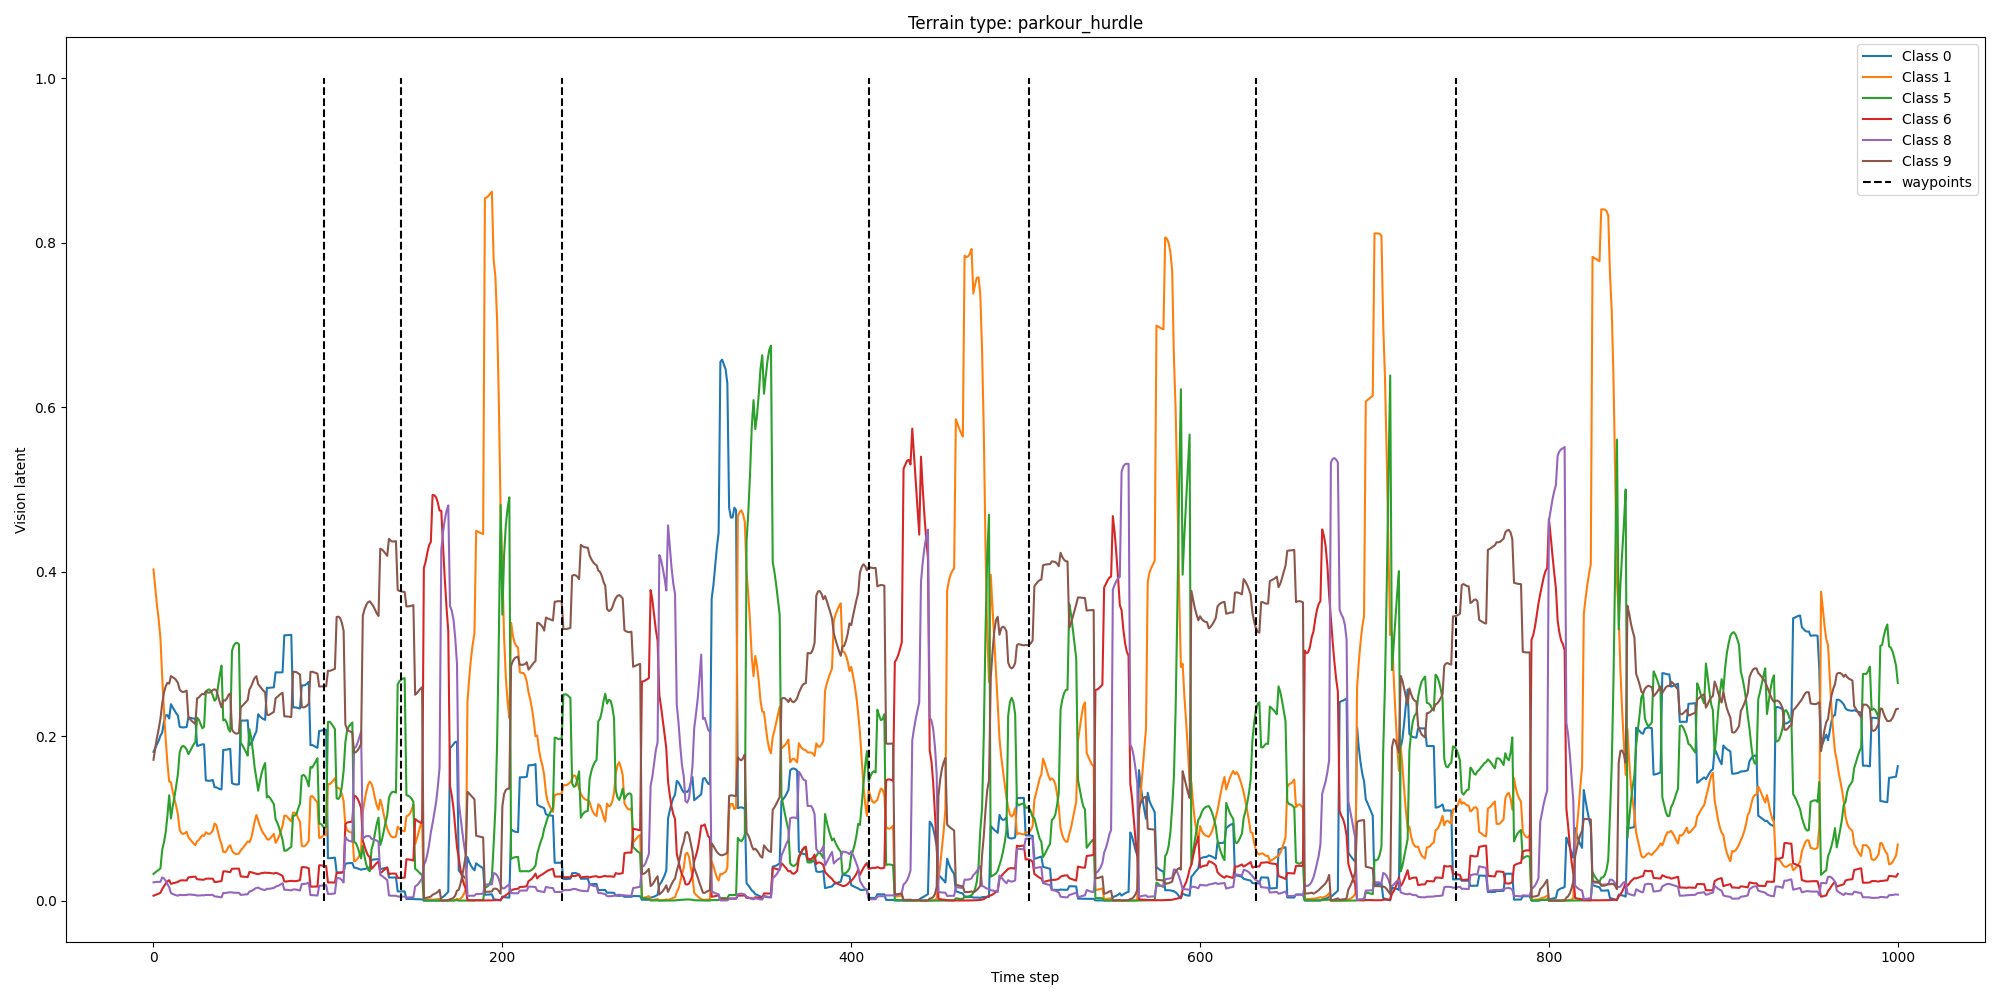 Terrain type: parkour_hurdle
Class 0
Class 1
Class 5
Class 6
Class 8
Class 9
waypoints
1.0
0.8
0.6
0.4
0.2
0.0
Vision latent
0
200
400
600
800
1000
Time step